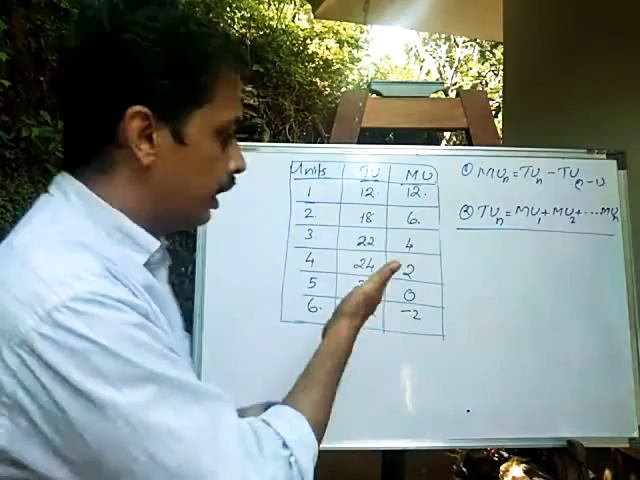 Units TU MU
1 12. 12.
2 18 6.
3. 22 4
4 24 2
5 0
6. -2
① MUn = TUn - TU(n-1)
② TUn = MU1 + MU2 + ... MUn